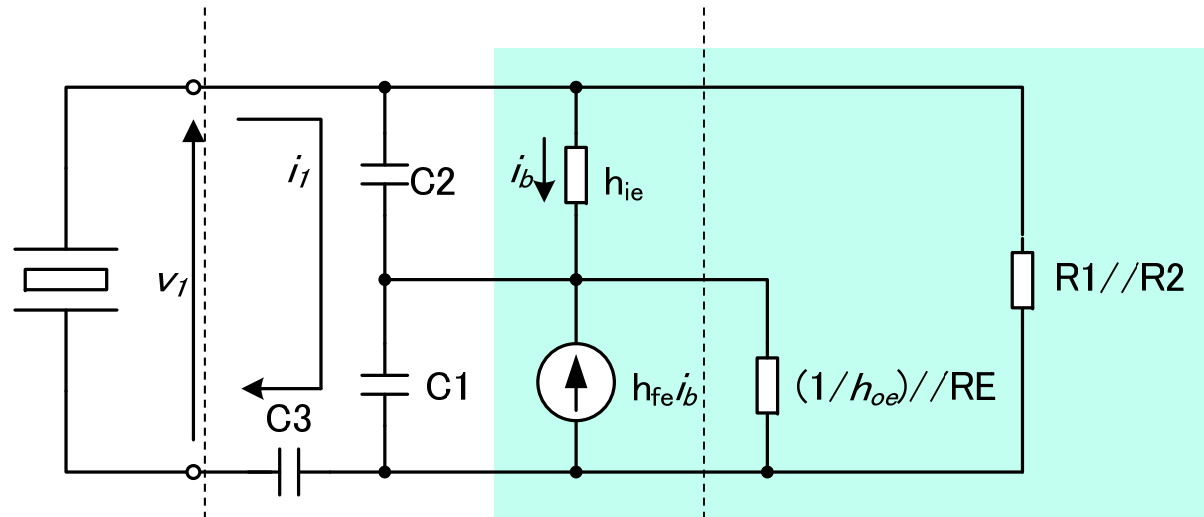 i1
C2
ib
hie
v1
R1//R2
C1
hfeib
(1/hoe)//RE
C3